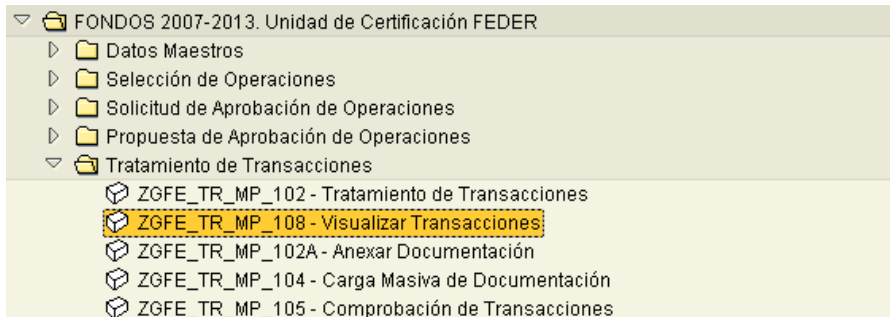 FONDOS 2007-2013. Unidad de Certificación FEDER
Datos Maestros
Selección de Operaciones
Solicitud de Aprobación de Operaciones
Propuesta de Aprobación de Operaciones
Tratamiento de Transacciones
ZGFE_TR_MP_102 - Tratamiento de Transacciones
ZGFE_TR_MP_108 - Visualizar Transacciones
ZGFE_TR_MP_102A - Anexar Documentación
ZGFE_TR_MP_104 - Carga Masiva de Documentación
ZGFE_TR_MP_105 - Comprobación de Transacciones